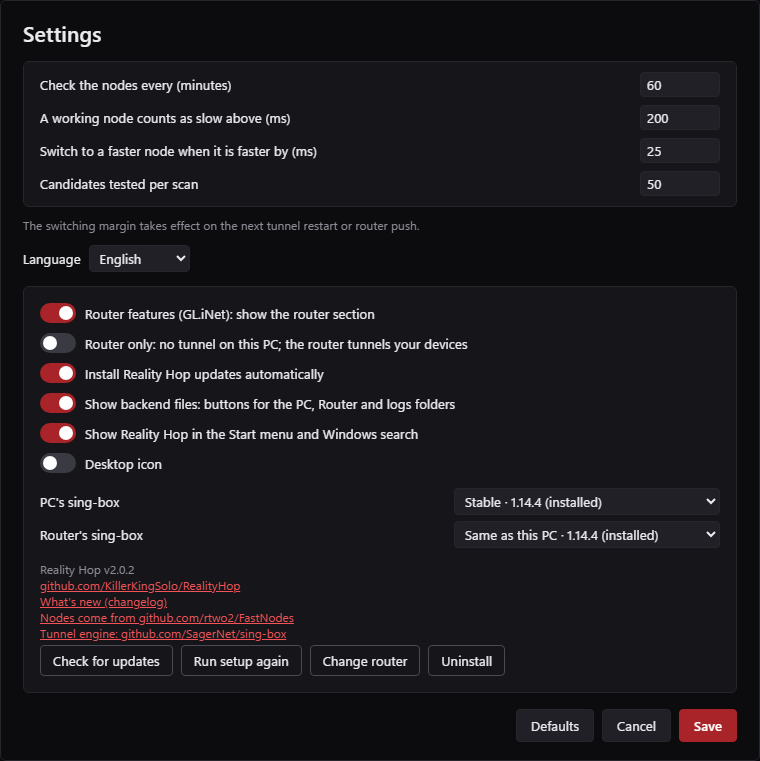 Settings
Check the nodes every (minutes) 60
A working node counts as slow above (ms) 200
Switch to a faster node when it is faster by (ms) 25
Candidates tested per scan 50
The switching margin takes effect on the next tunnel restart or router push.
Language English
Router features (GL.iNet): show the router section
Router only: no tunnel on this PC; the router tunnels your devices
Install Reality Hop updates automatically
Show backend files: buttons for the PC, Router and logs folders
Show Reality Hop in the Start menu and Windows search
Desktop icon
PC's sing-box Stable · 1.14.4 (installed)
Router's sing-box Same as this PC · 1.14.4 (installed)
Reality Hop v2.0.2
github.com/KillerKingSolo/RealityHop
What's new (changelog)
Nodes come from github.com/rtwo2/FastNodes
Tunnel engine: github.com/SagerNet/sing-box
Check for updates Run setup again Change router Uninstall
Defaults Cancel Save